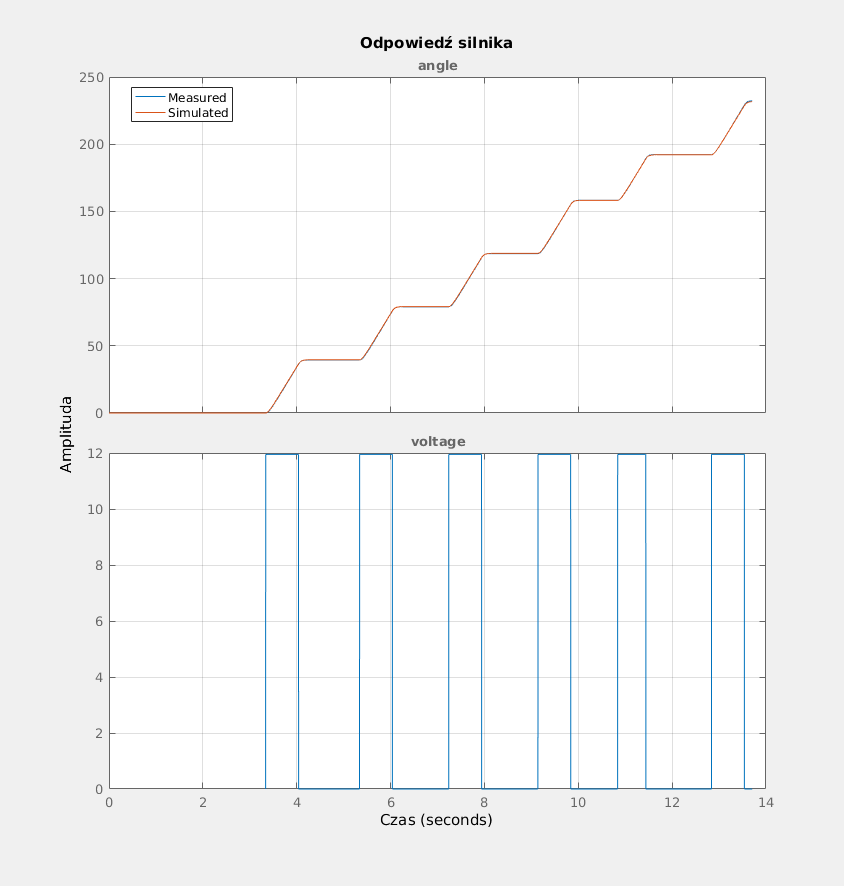 Odpowiedź silnika
angle
250
200
150
100
50
0
Measured
Simulated
Amplituda
voltage
12
10
8
6
4
2
0
0 2 4 6 8 10 12 14
Czas (seconds)